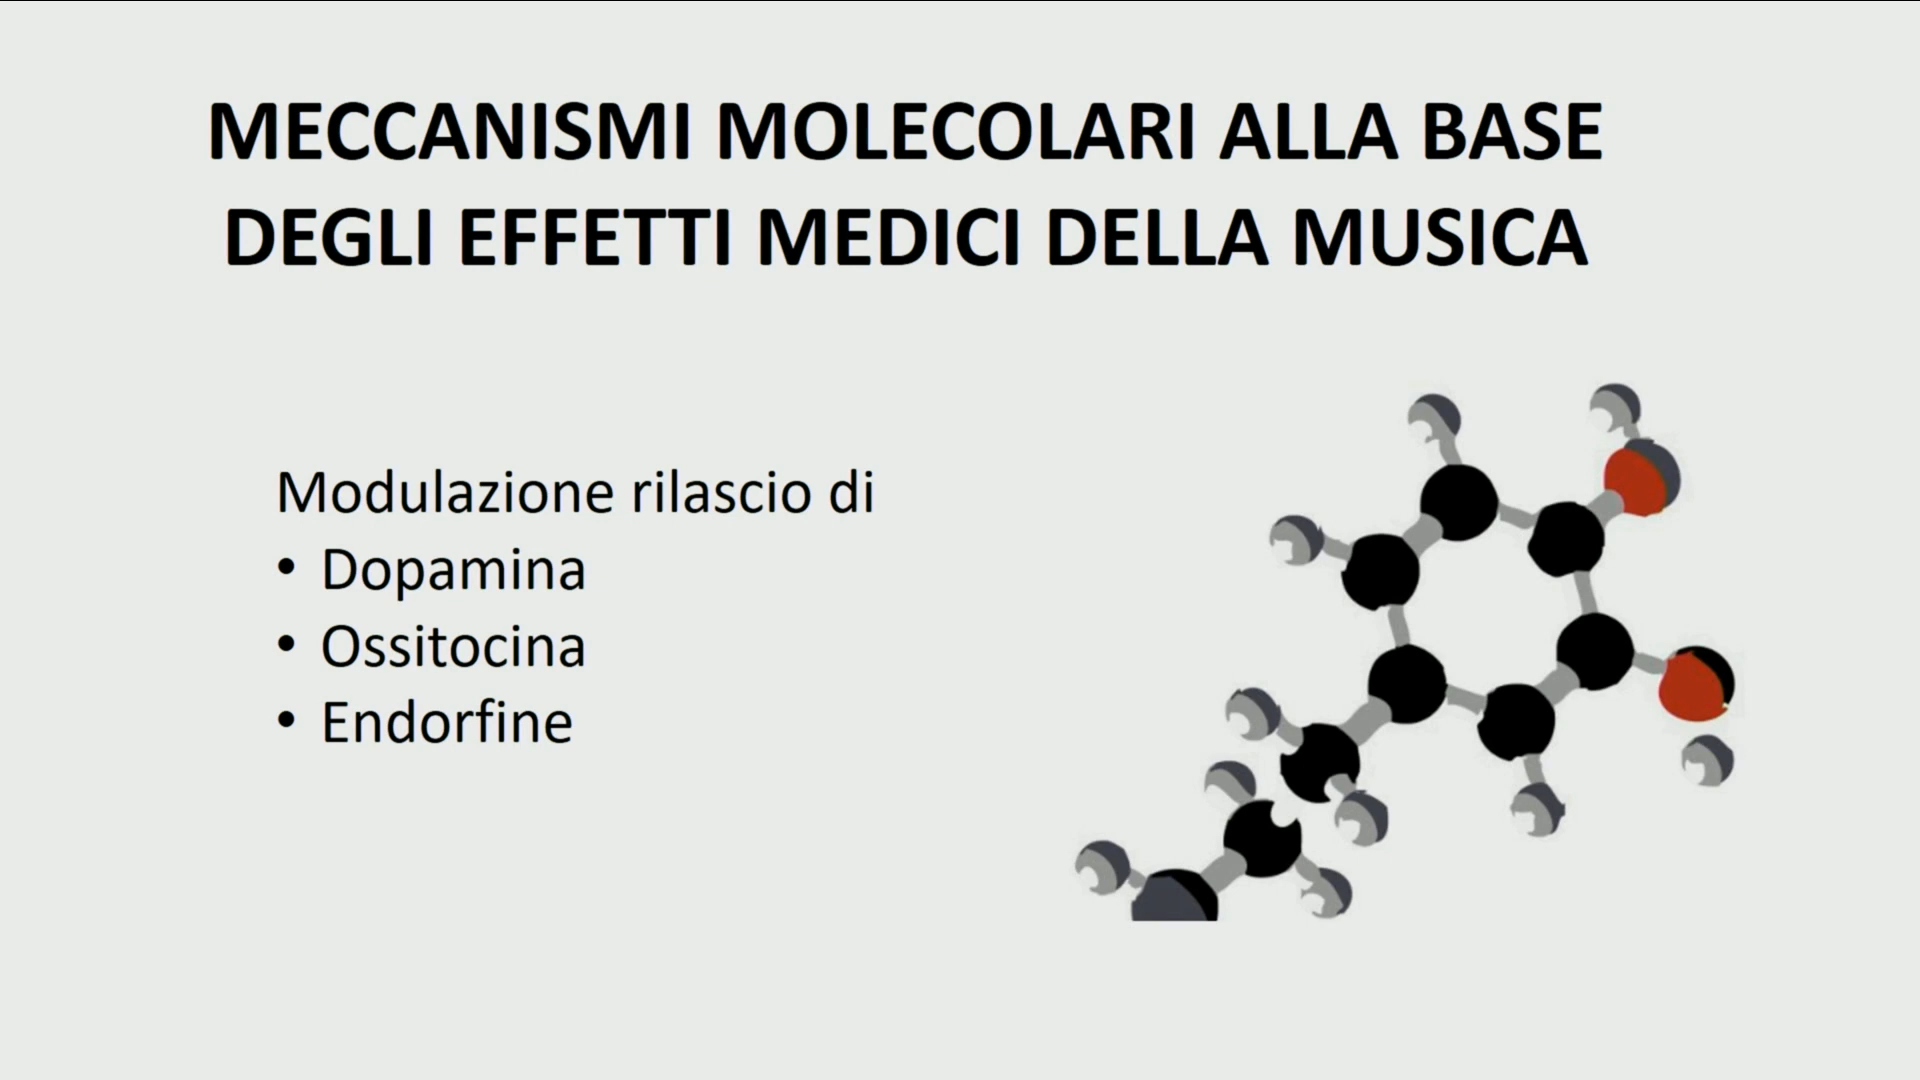 MECCANISMI MOLECOLARI ALLA BASE
DEGLI EFFETTI MEDICI DELLA MUSICA
Modulazione rilascio di
• Dopamina
• Ossitocina
• Endorfine